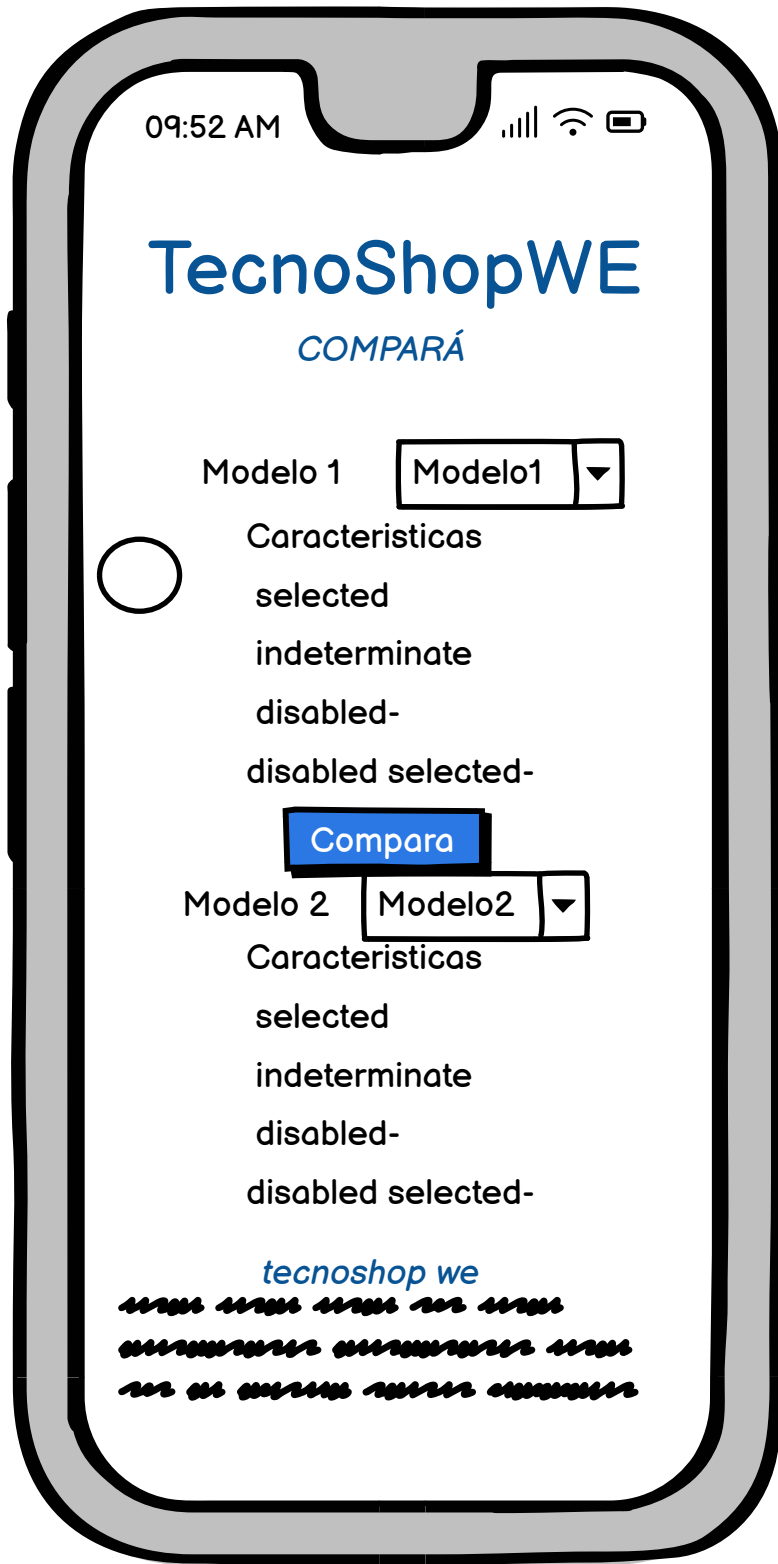 09:52 AM
TecnoShopWE
COMPARÁ
Modelo 1 Modelo1
Caracteristicas
selected
indeterminate
disabled-
disabled selected-
Compara
Modelo 2 Modelo2
Caracteristicas
selected
indeterminate
disabled-
disabled selected-
tecnoshop we